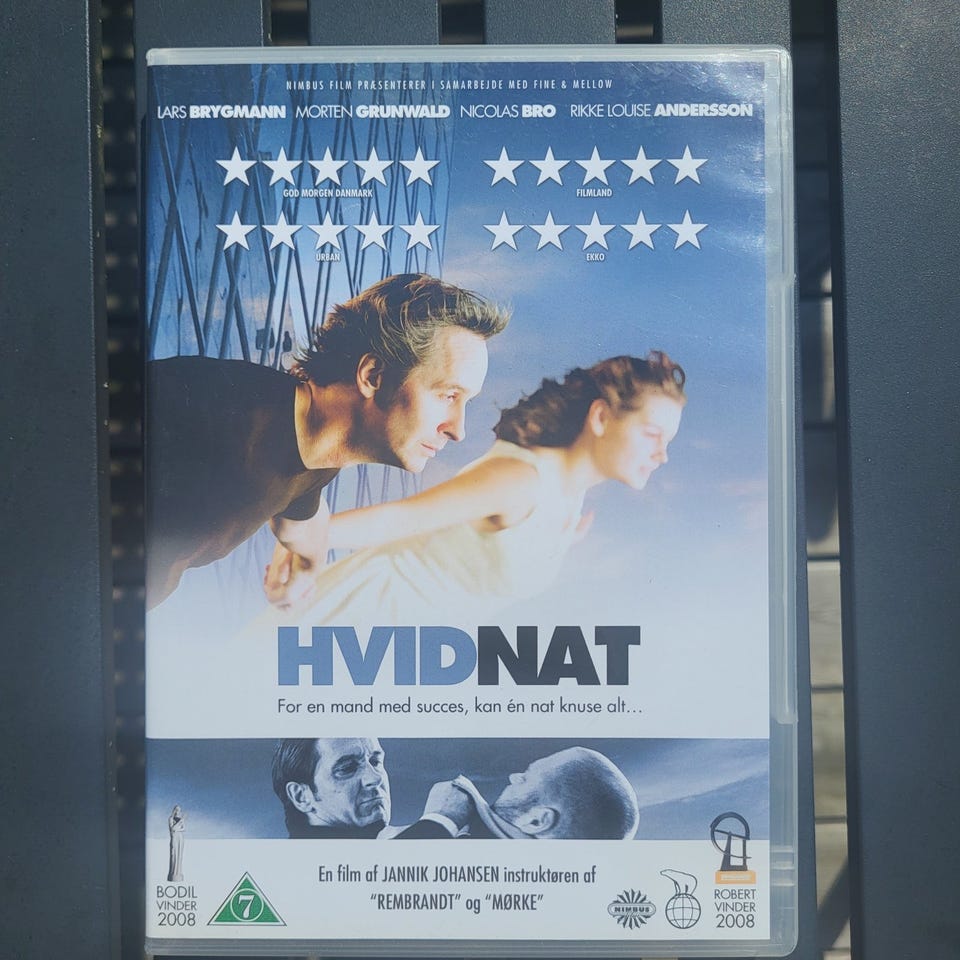 NIMBUS FILM PRÆSENTERER I SAMARBEJDE MED FINE & MELLOW
LARS BRYGMANN MORTEN GRUNWALD NICOLAS BRO RIKKE LOUISE ANDERSSON
GOD MORGEN DANMARK
FILMLAND
URBAN
EKKO
HVIDNAT
For en mand med succes, kan én nat knuse alt...
BODIL
VINDER
2008
7
En film af JANNIK JOHANSEN instruktøren af
"REMBRANDT" og "MØRKE"
NIMBUS
ROBERT
VINDER
2008